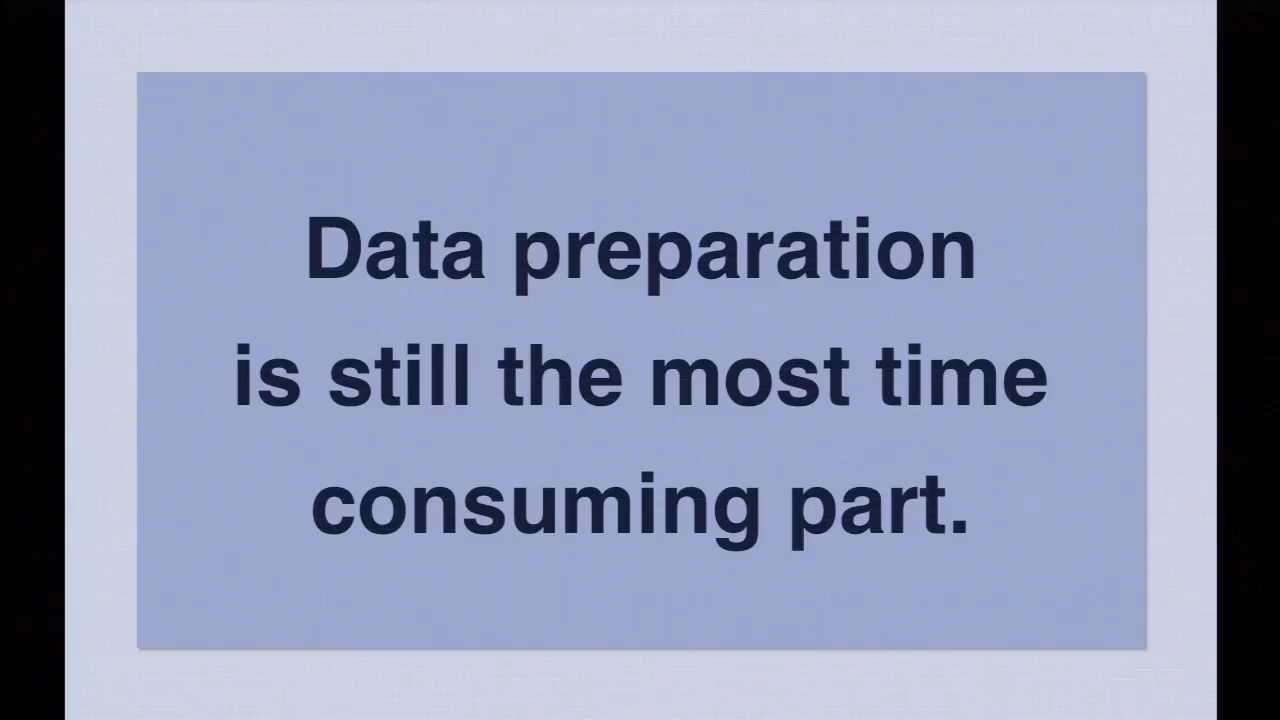 Data preparation
is still the most time
consuming part.